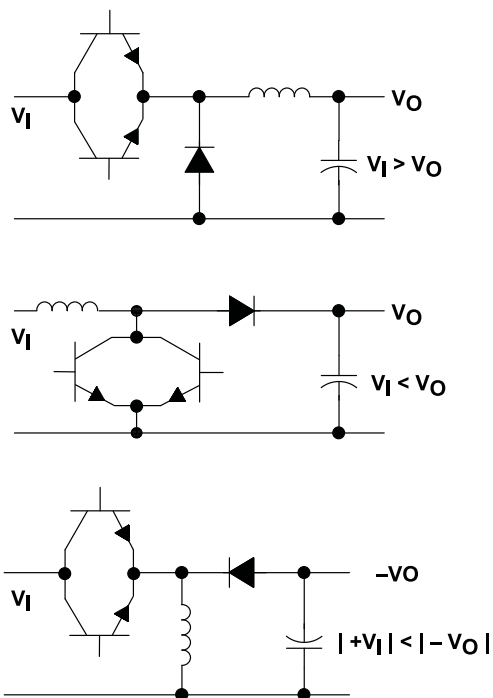 VO
VI
VI > VO
VO
VI
VI < VO
–VO
VI
| +VI | < | – VO |